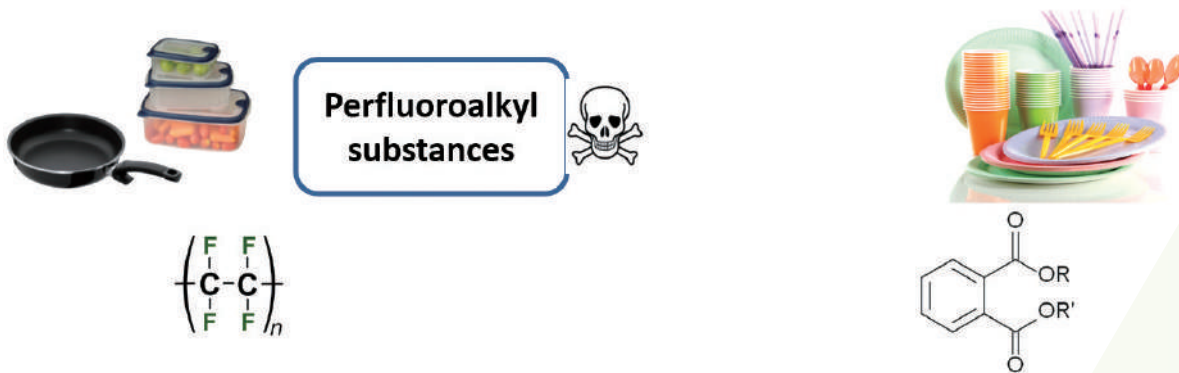 Perfluoroalkyl
substances
F F
C C
F F
n
O
OR
OR'
O